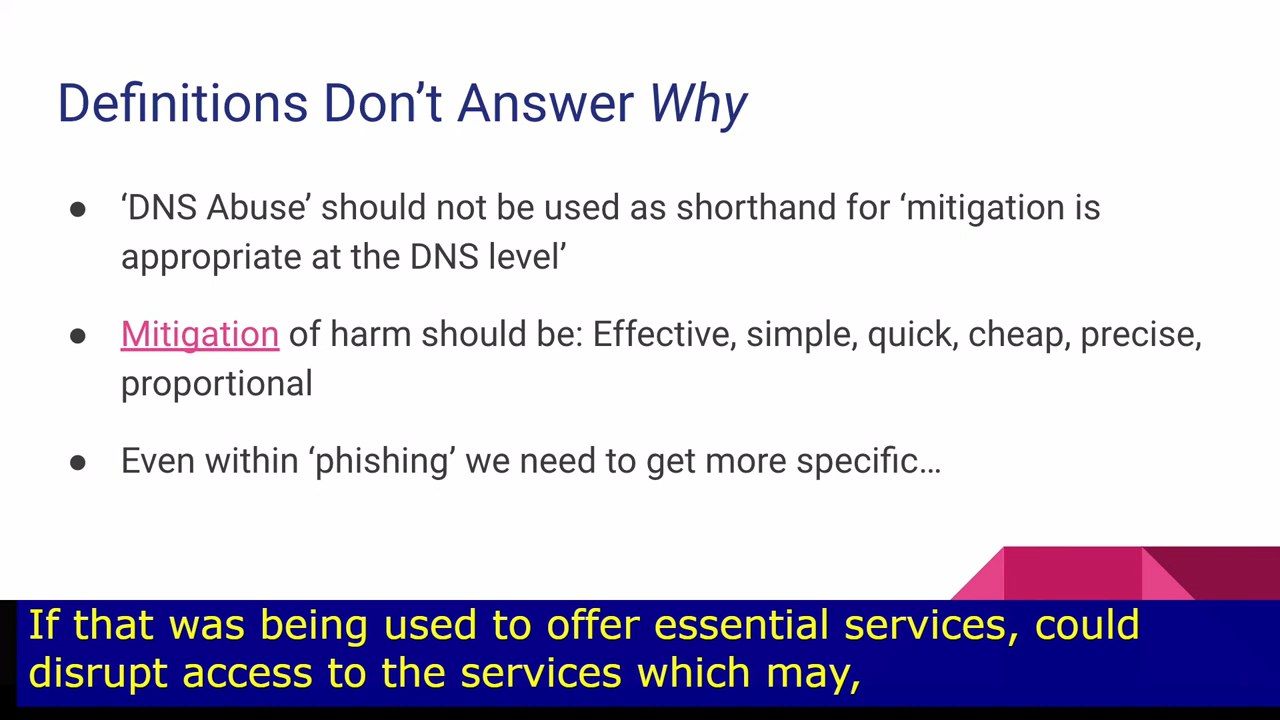 Definitions Don’t Answer Why
● ‘DNS Abuse’ should not be used as shorthand for ‘mitigation is
appropriate at the DNS level’
● Mitigation of harm should be: Effective, simple, quick, cheap, precise,
proportional
● Even within ‘phishing’ we need to get more specific…
If that was being used to offer essential services, could
disrupt access to the services which may,